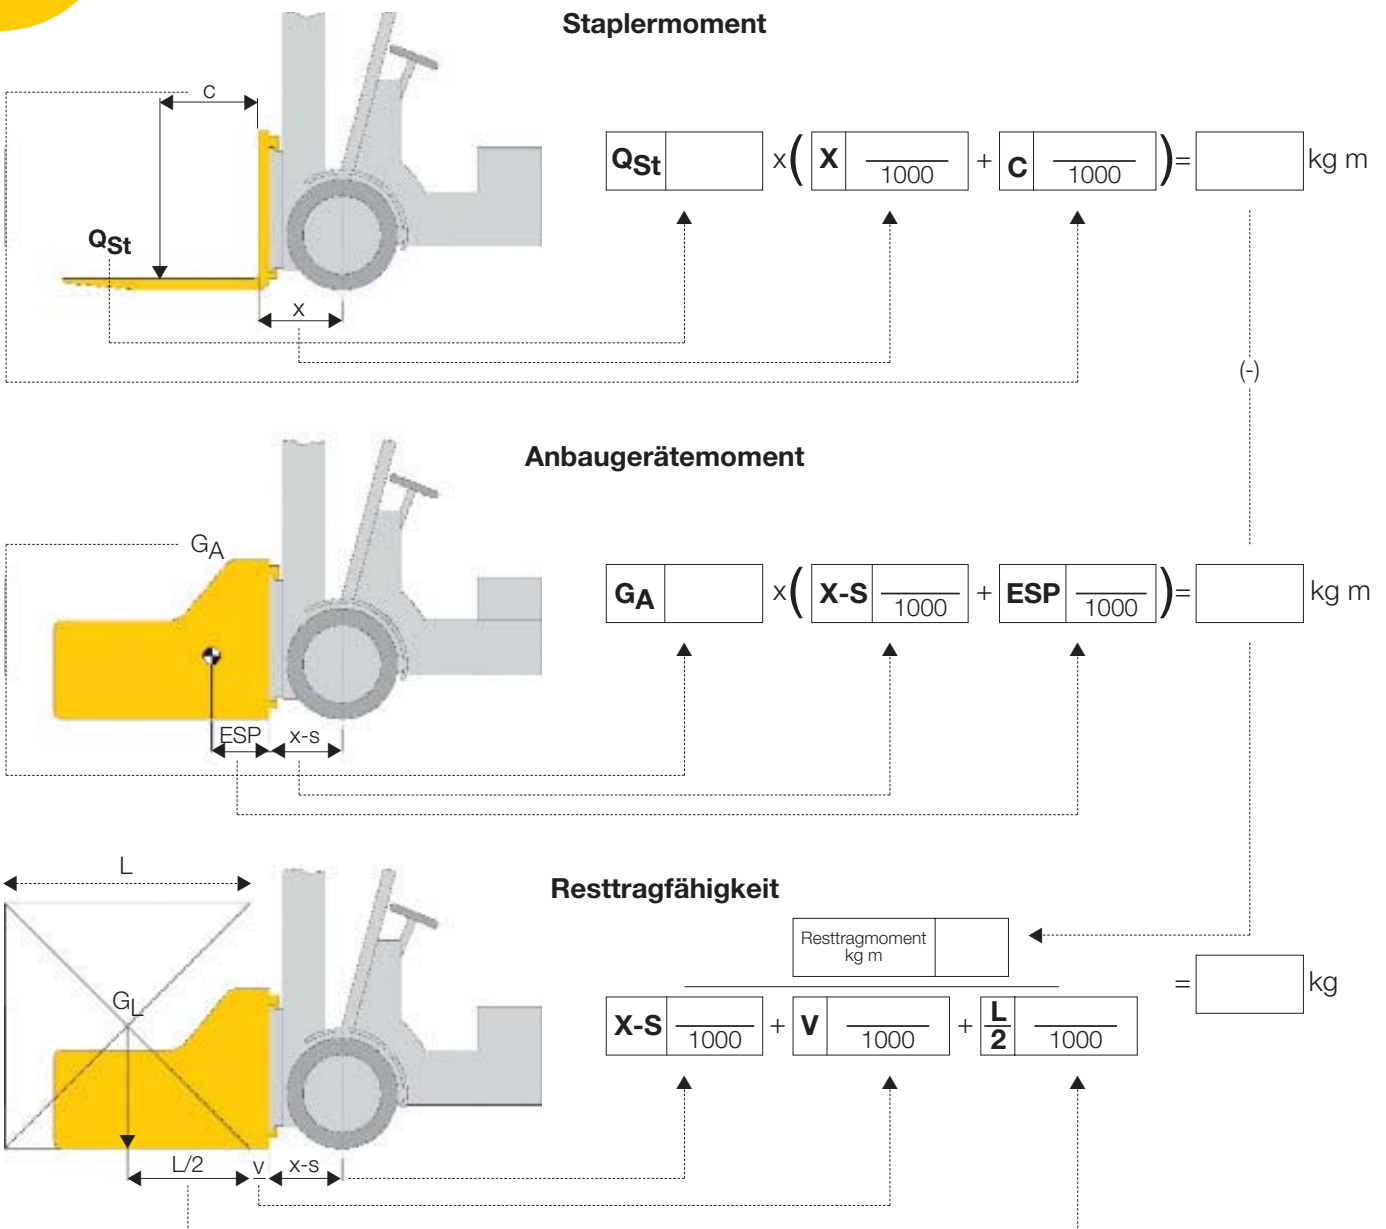 Staplermoment
C
QSt
x
QSt x ( X 1000 + C 1000 ) = kg m
(-)
Anbaugerätemoment
GA
ESP x-s
GA x ( X-S 1000 + ESP 1000 ) = kg m
Resttragfähigkeit
L
GL
L/2 v x-s
Resttragmoment
kg m
X-S 1000 + V 1000 + L/2 1000 = kg